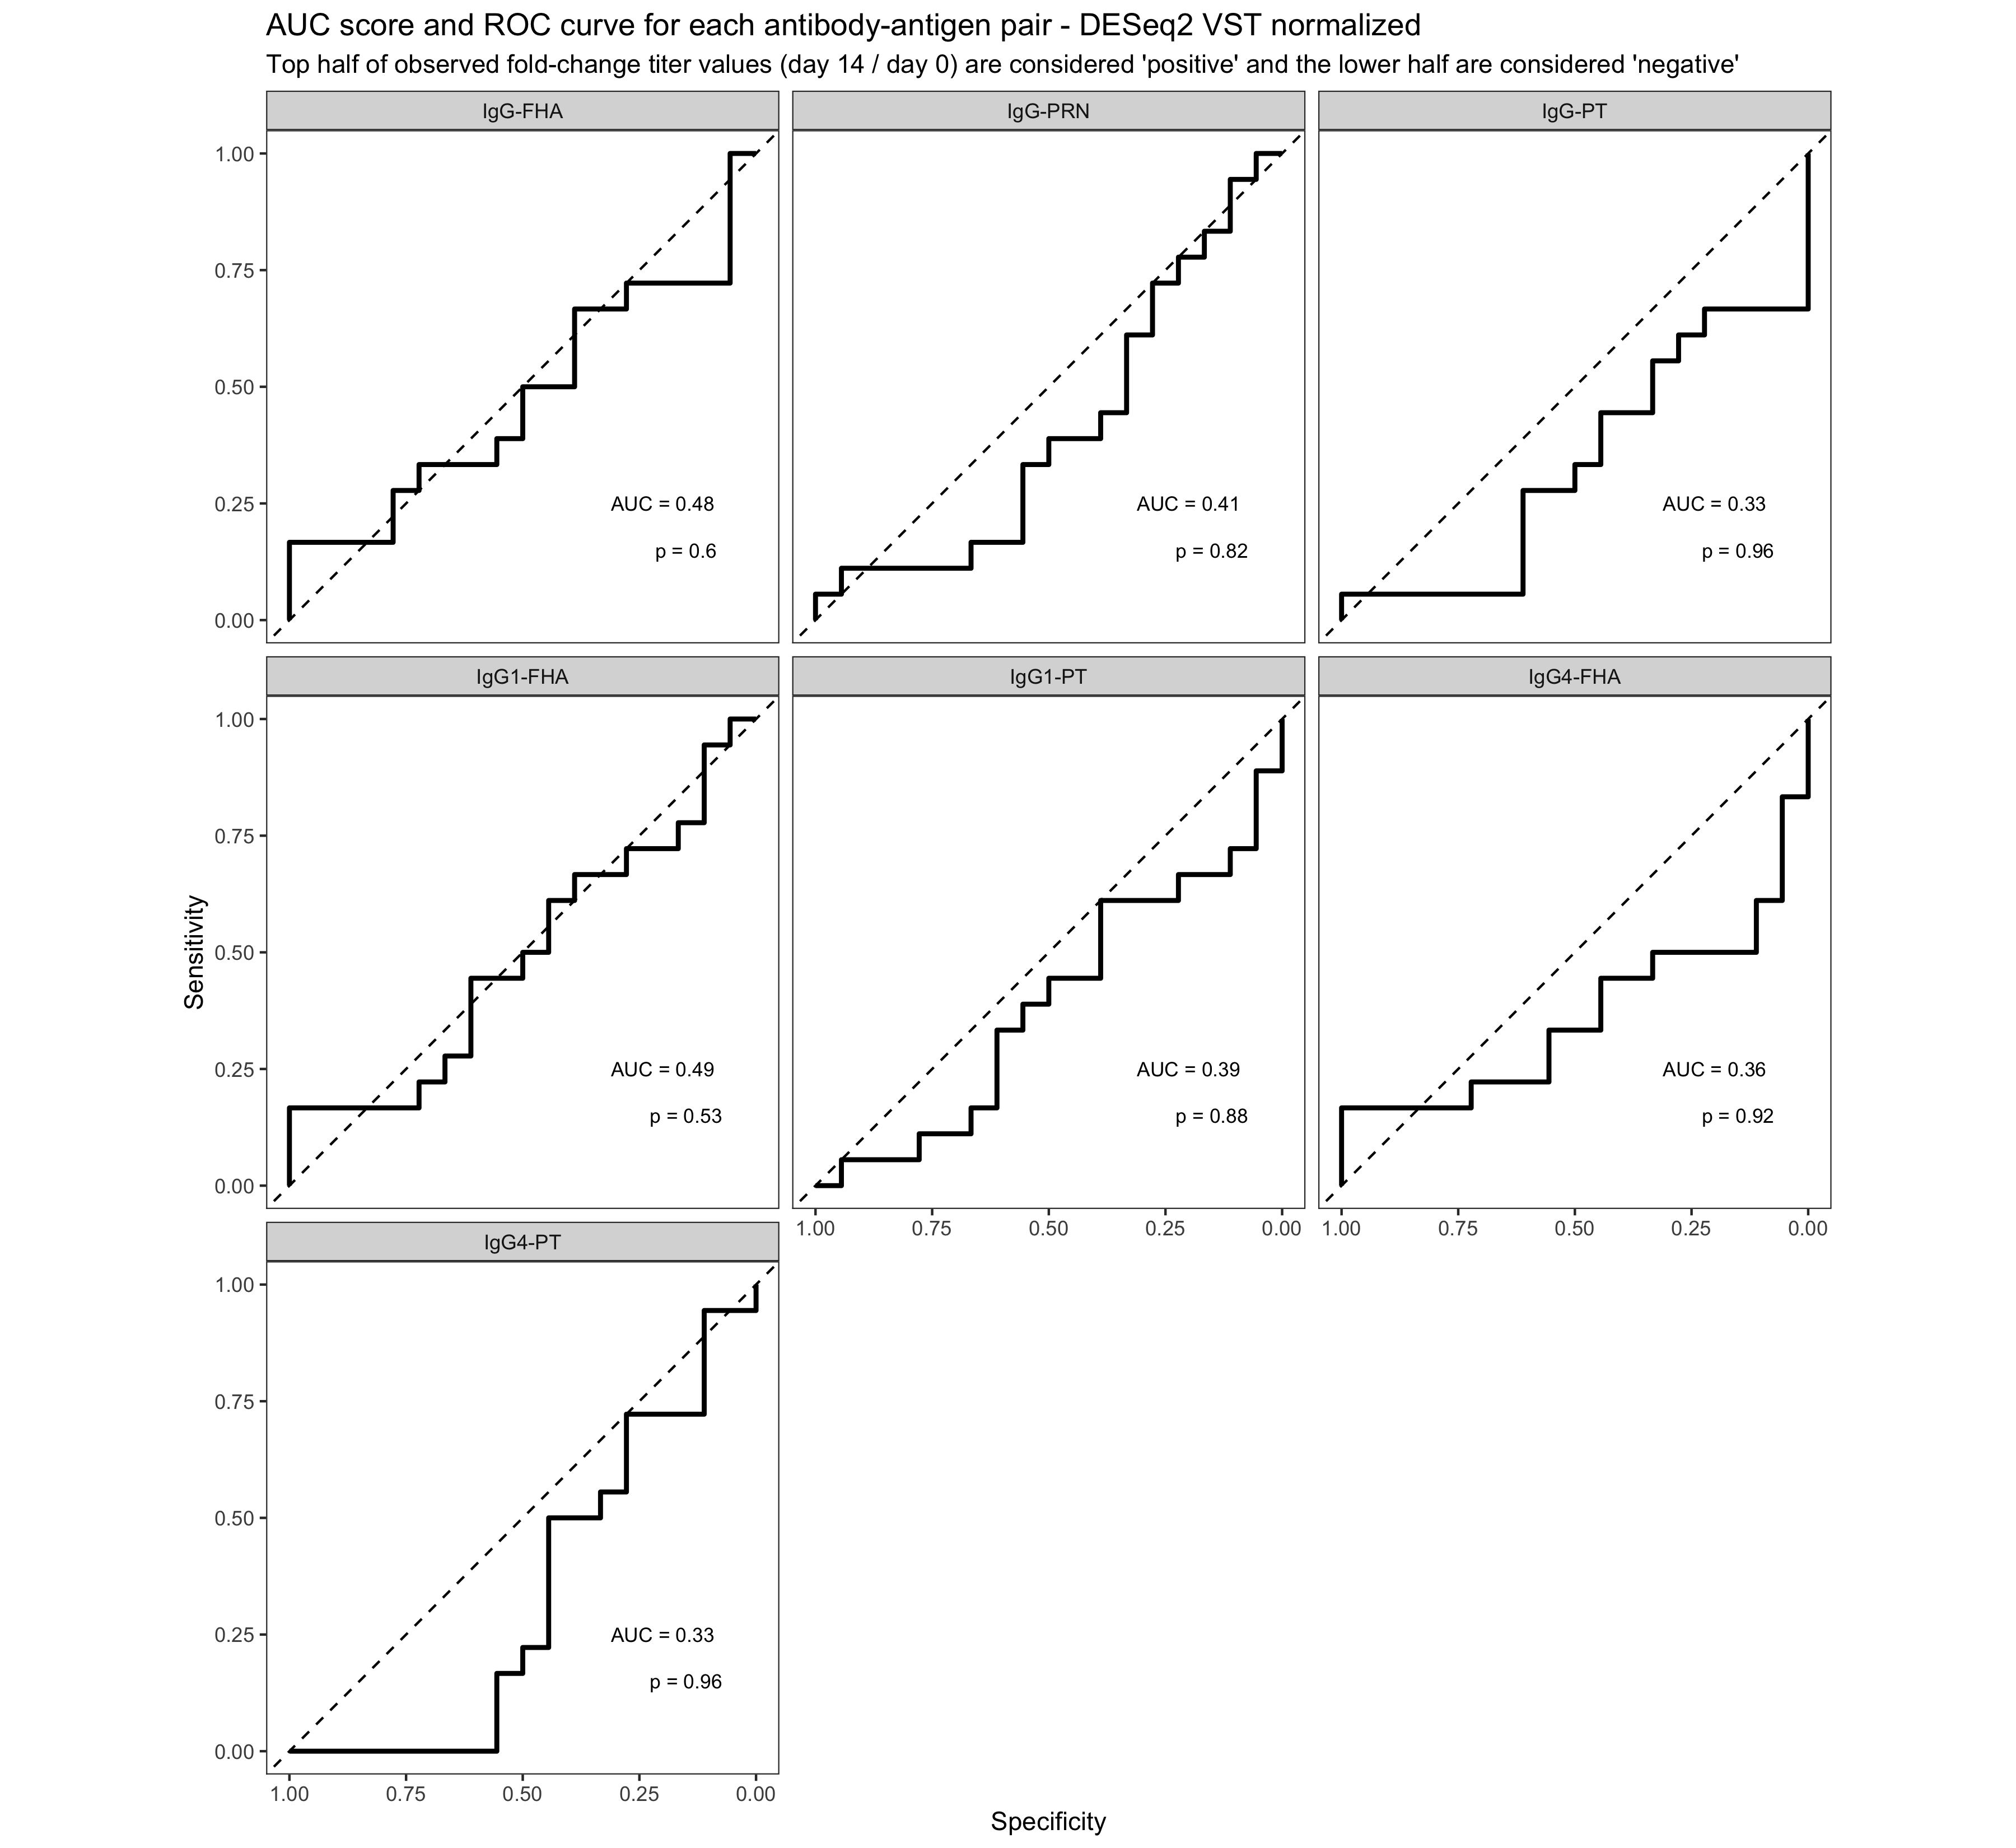 AUC score and ROC curve for each antibody-antigen pair - DESeq2 VST normalized
Top half of observed fold-change titer values (day 14 / day 0) are considered 'positive' and the lower half are considered 'negative'
IgG-FHA
IgG-PRN
IgG-PT
1.00
0.75
0.50
0.25
0.00
AUC = 0.48
p = 0.6
AUC = 0.41
p = 0.82
AUC = 0.33
p = 0.96
IgG1-FHA
IgG1-PT
IgG4-FHA
Sensitivity
1.00
0.75
0.50
0.25
0.00
AUC = 0.49
p = 0.53
AUC = 0.39
p = 0.88
AUC = 0.36
p = 0.92
1.00 0.75 0.50 0.25 0.00
1.00 0.75 0.50 0.25 0.00
IgG4-PT
1.00
0.75
0.50
0.25
0.00
AUC = 0.33
p = 0.96
1.00 0.75 0.50 0.25 0.00
Specificity